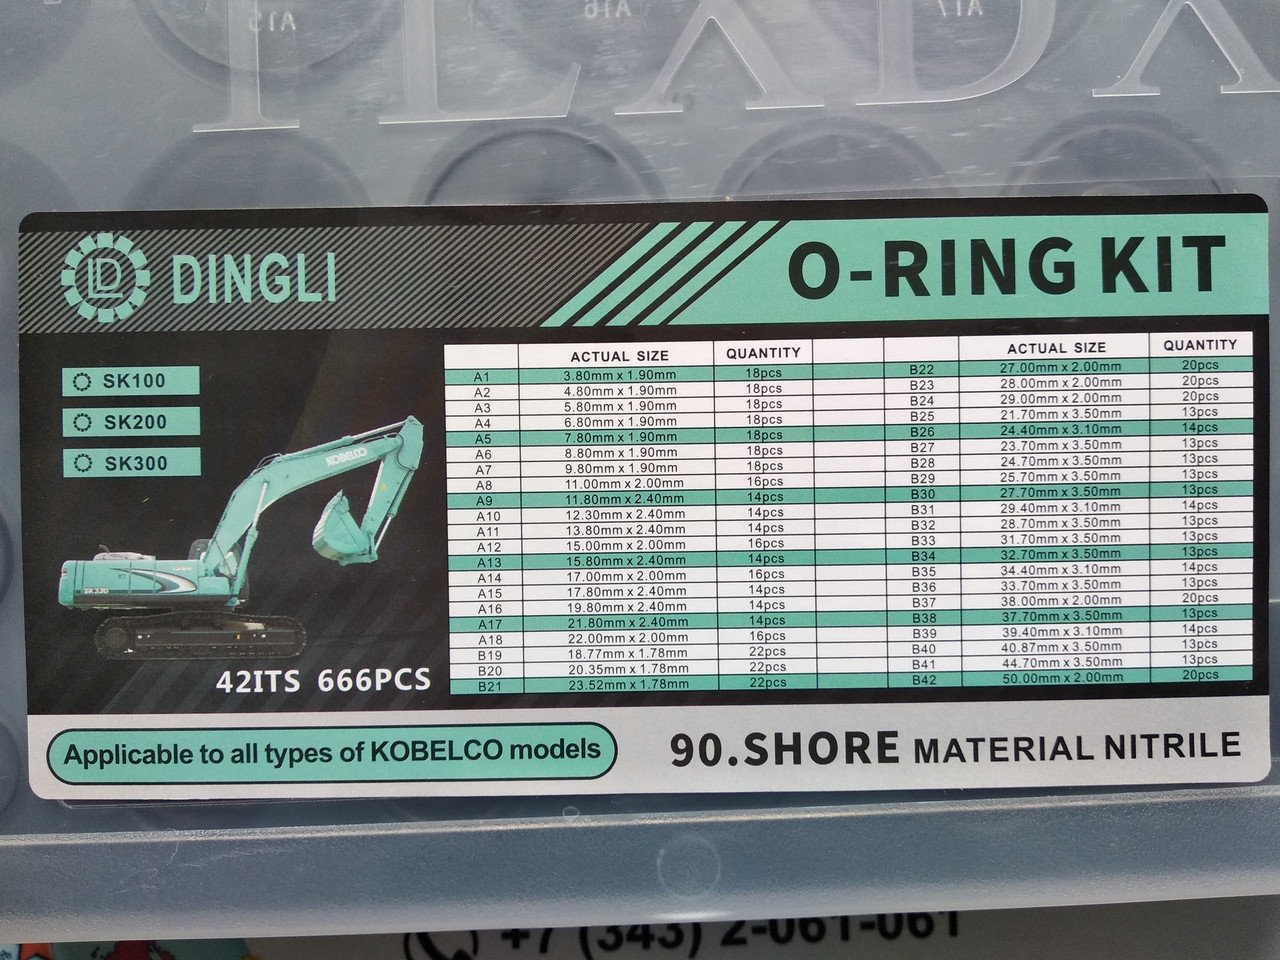 A15
A16
A17
DINGLI
O-RING KIT
SK100
SK200
SK300
KOBELCO
42ITS 666PCS
ACTUAL SIZE QUANTITY ACTUAL SIZE QUANTITY
A1 3.80mm x 1.90mm 18pcs B22 27.00mm x 2.00mm 20pcs
A2 4.80mm x 1.90mm 18pcs B23 28.00mm x 2.00mm 20pcs
A3 5.80mm x 1.90mm 18pcs B24 29.00mm x 2.00mm 20pcs
A4 6.80mm x 1.90mm 18pcs B25 21.70mm x 3.50mm 13pcs
A5 7.80mm x 1.90mm 18pcs B26 24.40mm x 3.10mm 14pcs
A6 8.80mm x 1.90mm 18pcs B27 23.70mm x 3.50mm 13pcs
A7 9.80mm x 1.90mm 18pcs B28 24.70mm x 3.50mm 13pcs
A8 11.00mm x 2.00mm 16pcs B29 25.70mm x 3.50mm 13pcs
A9 11.80mm x 2.40mm 14pcs B30 27.70mm x 3.50mm 13pcs
A10 12.30mm x 2.40mm 14pcs B31 29.40mm x 3.10mm 14pcs
A11 13.80mm x 2.40mm 14pcs B32 28.70mm x 3.50mm 13pcs
A12 15.00mm x 2.00mm 16pcs B33 31.70mm x 3.50mm 13pcs
A13 15.80mm x 2.40mm 14pcs B34 32.70mm x 3.50mm 13pcs
A14 17.00mm x 2.00mm 16pcs B35 34.40mm x 3.10mm 14pcs
A15 17.80mm x 2.40mm 14pcs B36 33.70mm x 3.50mm 13pcs
A16 19.80mm x 2.40mm 14pcs B37 38.00mm x 2.00mm 20pcs
A17 21.80mm x 2.40mm 14pcs B38 37.70mm x 3.50mm 13pcs
A18 22.00mm x 2.00mm 16pcs B39 39.40mm x 3.10mm 14pcs
B19 18.77mm x 1.78mm 22pcs B40 40.87mm x 3.50mm 13pcs
B20 20.35mm x 1.78mm 22pcs B41 44.70mm x 3.50mm 13pcs
B21 23.52mm x 1.78mm 22pcs B42 50.00mm x 2.00mm 20pcs
Applicable to all types of KOBELCO models
90.SHORE MATERIAL NITRILE
+7 (343) 2-061-061